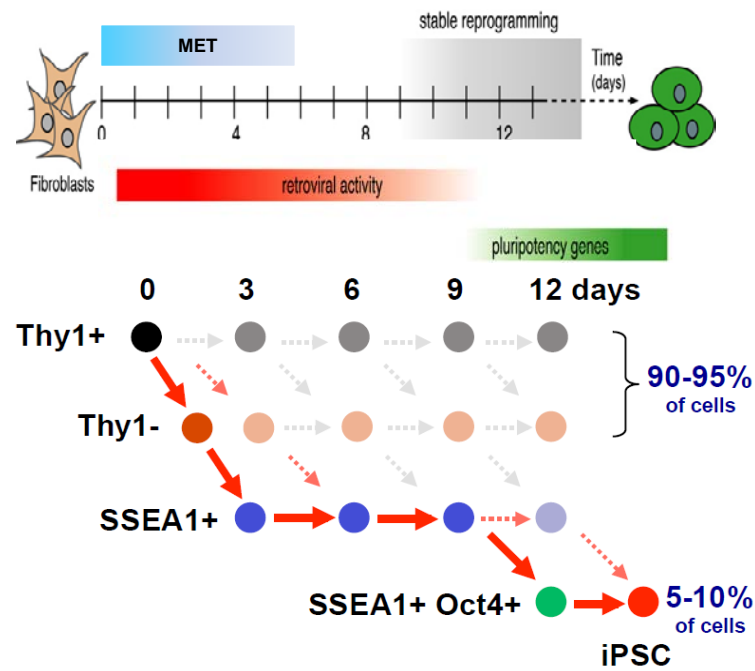 stable reprogramming
MET
Time
(days)
0 4 8 12
Fibroblasts
retroviral activity
pluripotency genes
0 3 6 9 12 days
Thy1+
90-95%
of cells
Thy1-
SSEA1+
SSEA1+ Oct4+
5-10%
of cells
iPSC